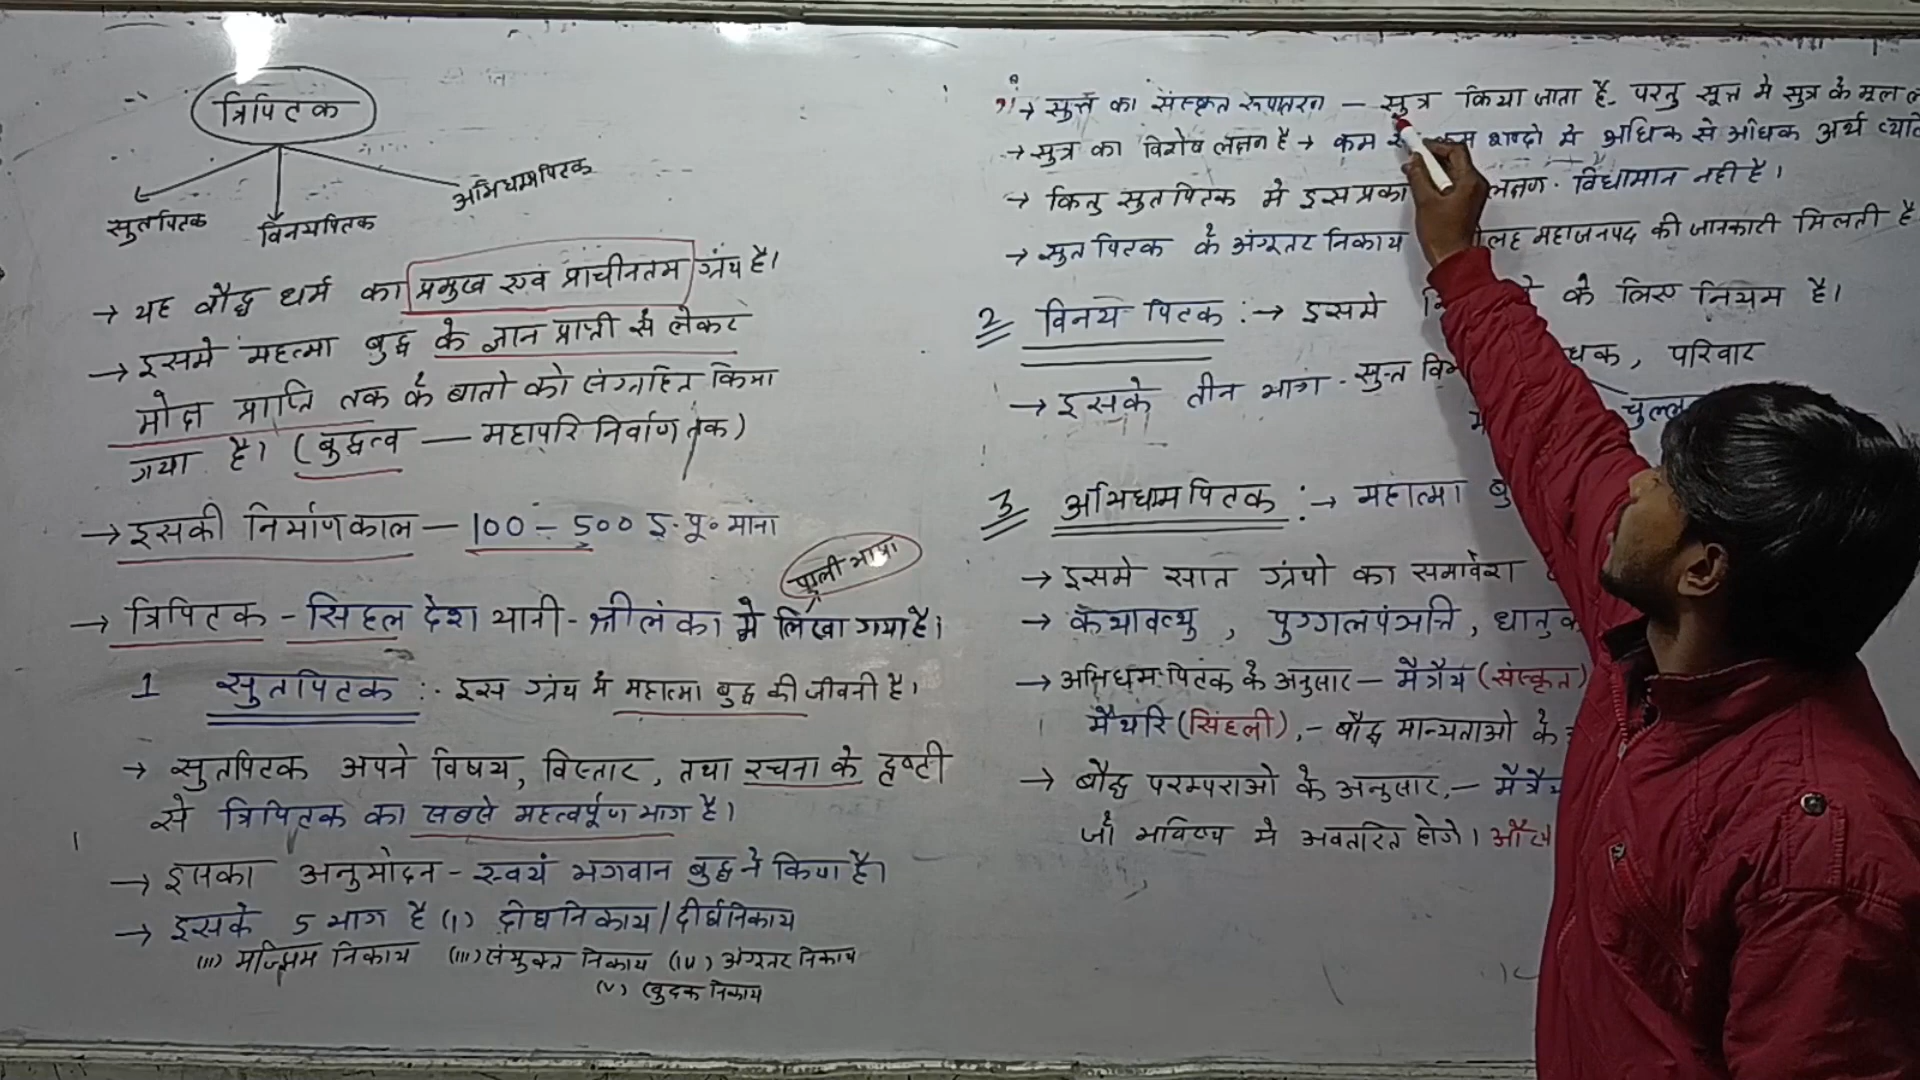 त्रिपिटक
सुतपिटक
विनयपिटक
अभिधम्मपिटक
→ यह बौद्ध धर्म का प्रमुख एवं प्राचीनतम ग्रंथ है।
→ इसमे महत्मा बुद्ध के ज्ञान प्राप्ती से लेकर
मोक्ष प्राप्ति तक के बातो को संग्रहित किया
गया है। (बुद्धत्व — महापरिनिर्वाण तक)
→ इसकी निर्माणकाल — 100 - 500 इ. पू. माना
पाली भाषा
→ त्रिपिटक - सिंहल देश यानी - श्रीलंका मे लिखा गया है।
1 सुतपिटक :- इस ग्रंथ में महात्मा बुद्ध की जीवनी है।
→ सुतपिटक अपने विषय, विस्तार, तथा रचना के दृष्टी
से त्रिपिटक का सबसे महत्वपूर्ण भाग है।
→ इसका अनुमोदन - स्वयं भगवान बुद्ध ने किया है।
→ इसके 5 भाग है (i) दीघनिकाय/दीर्घनिकाय
(ii) मज्झिम निकाय (iii) संयुक्त निकाय (iv) अंगूतर निकाय
(v) खुदक निकाय
→ सुत्त का संस्कृत रूपांतरण — सुत्र किया जाता है. परन्तु सूत्त मे सुत्र के मूल
→ सुत्र का विशेष लक्षण है → कम शब्दो मे अधिक से अधिक अर्थ
→ किन्तु सुतपिटक मे इस लक्षण विद्यामान नही है।
→ सुत पिटक के अंगूतर निकाय महाजनपद की जानकारी मिलती है
2 विनय पिटक :→ इसमे के लिए नियम है।
→ इसके तीन भाग - सुत परिवार
3 अभिधम पिटक :→ महात्मा
→ इसमे सात ग्रंथो का समावेश
→ कथावत्थु, पुग्गलपंञति,
→ अभिधम पिटक के अनुसार — मैत्रैय (संस्कृत)
मैथरि (सिंहली), - बौद्ध मान्यताओ के
→ बौद्ध परम्पराओ के अनुसार, —
जो भविष्य मे अवतरित होगे।